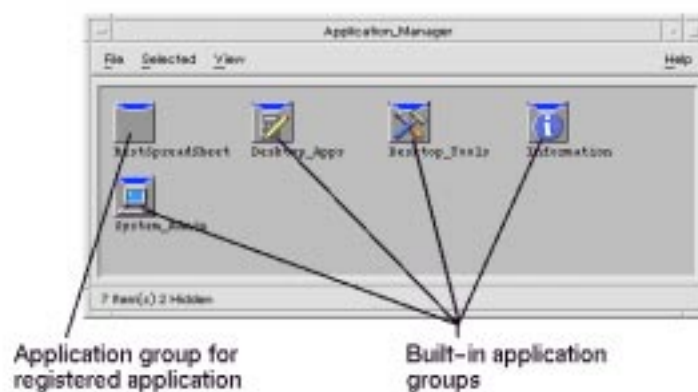 Application_Manager
File Selected View Help
BestSpreadSheet Desktop_Apps Desktop_Tools Information
System_Admin
7 Item(s) 2 Hidden
Application group for
registered application
Built-in application
groups